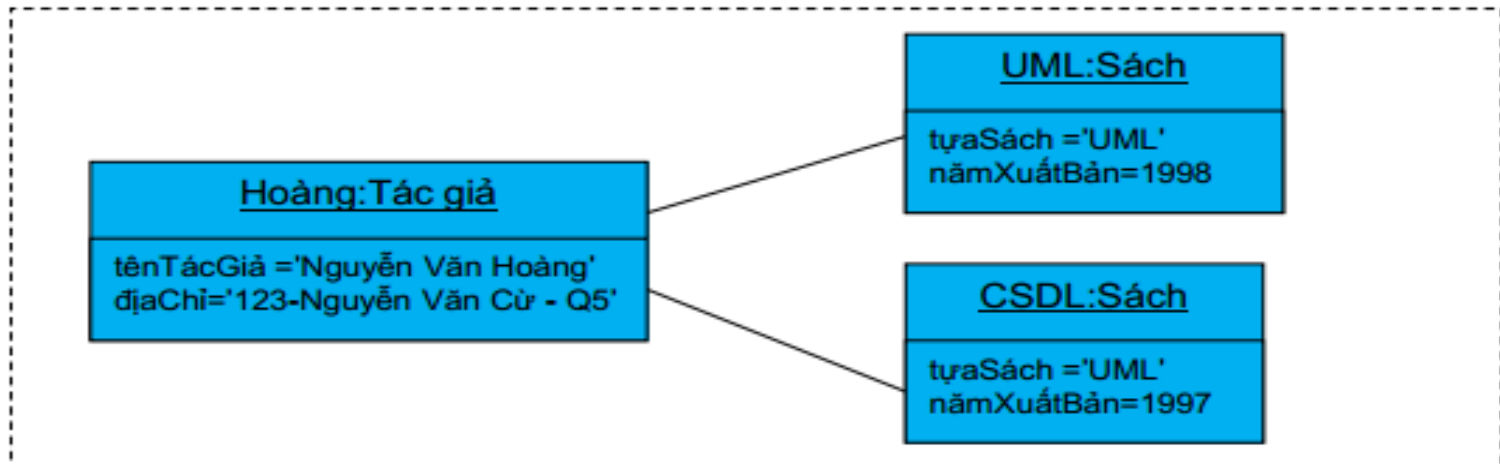 UML:Sách
tựaSách ='UML'
nămXuấtBản=1998
Hoàng:Tác giả
tênTácGiả ='Nguyễn Văn Hoàng'
địaChỉ='123-Nguyễn Văn Cừ - Q5'
CSDL:Sách
tựaSách ='UML'
nămXuấtBản=1997